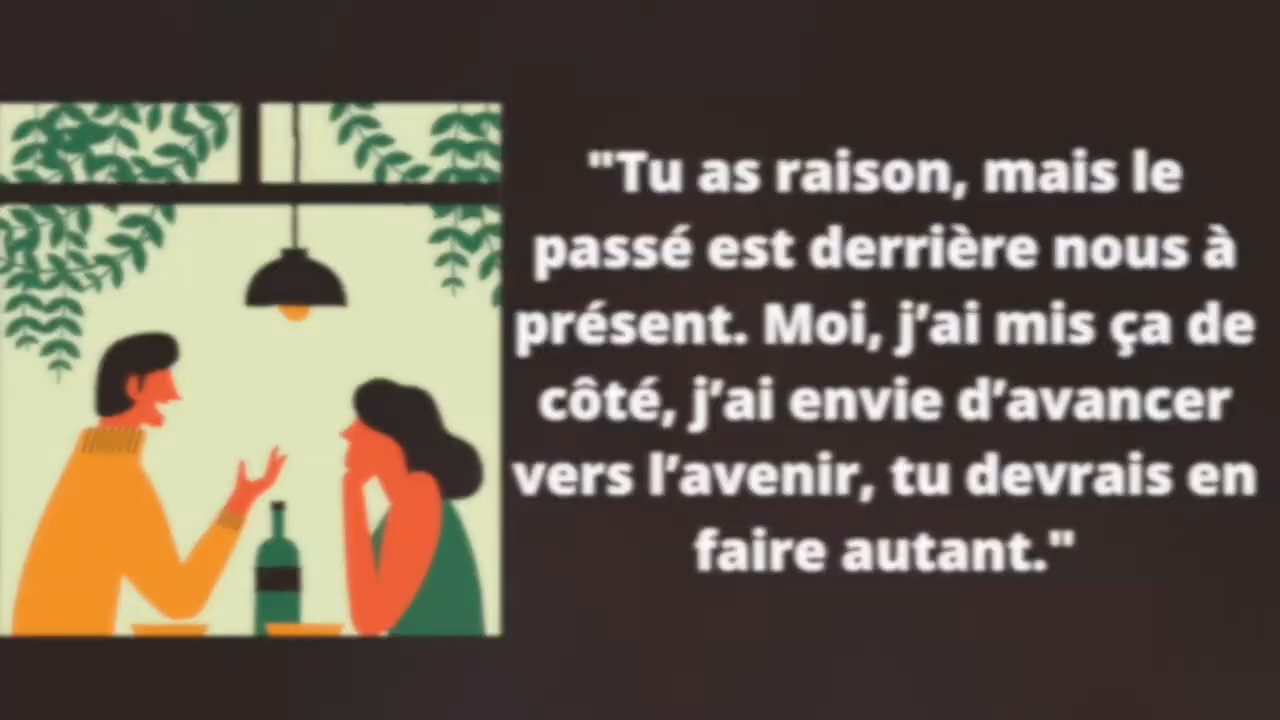 "Tu as raison, mais le
passé est derrière nous à
présent. Moi, j’ai mis ça de
côté, j’ai envie d’avancer
vers l’avenir, tu devrais en
faire autant."